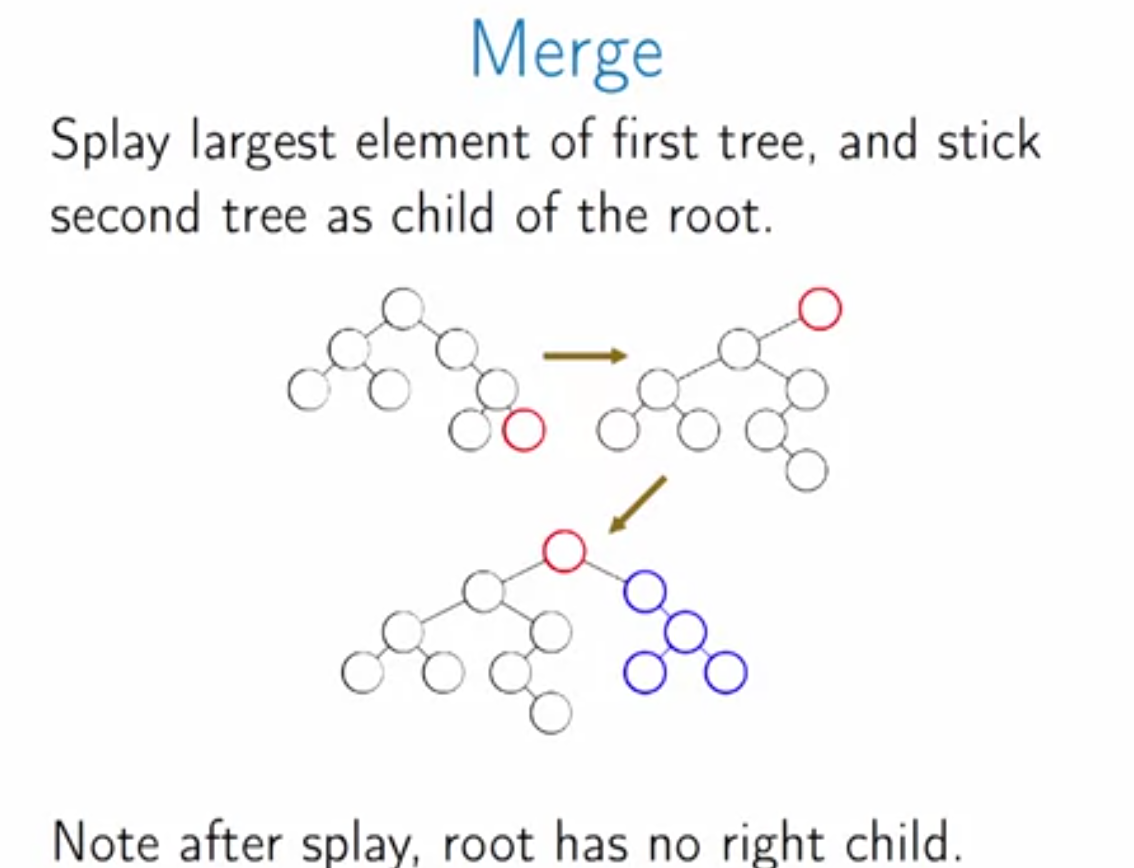 Merge
Splay largest element of first tree, and stick
second tree as child of the root.
Note after splay, root has no right child.